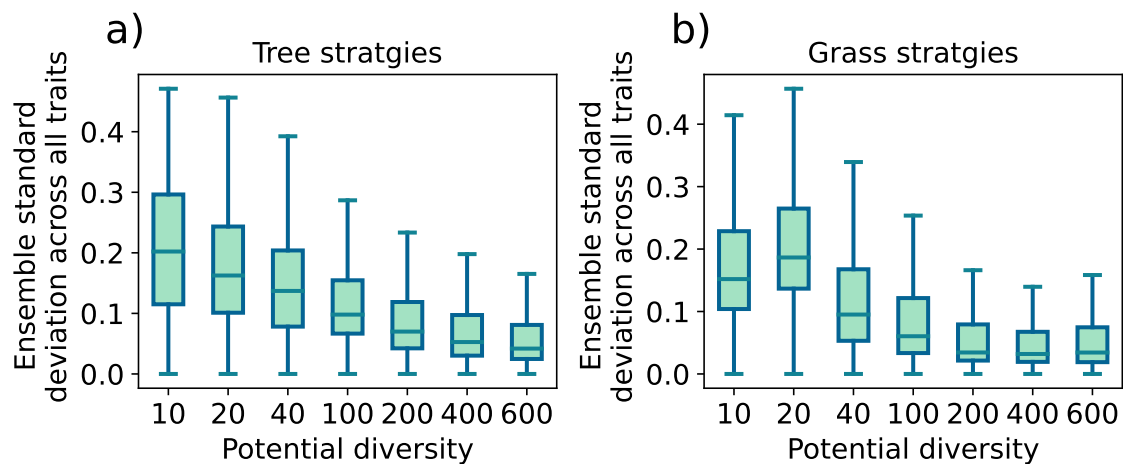 a)
Tree stratgies
Ensemble standard
deviation across all traits
0.4
0.3
0.2
0.1
0.0
10 20 40 100 200 400 600
Potential diversity
b)
Grass stratgies
Ensemble standard
deviation across all traits
0.4
0.3
0.2
0.1
0.0
10 20 40 100 200 400 600
Potential diversity